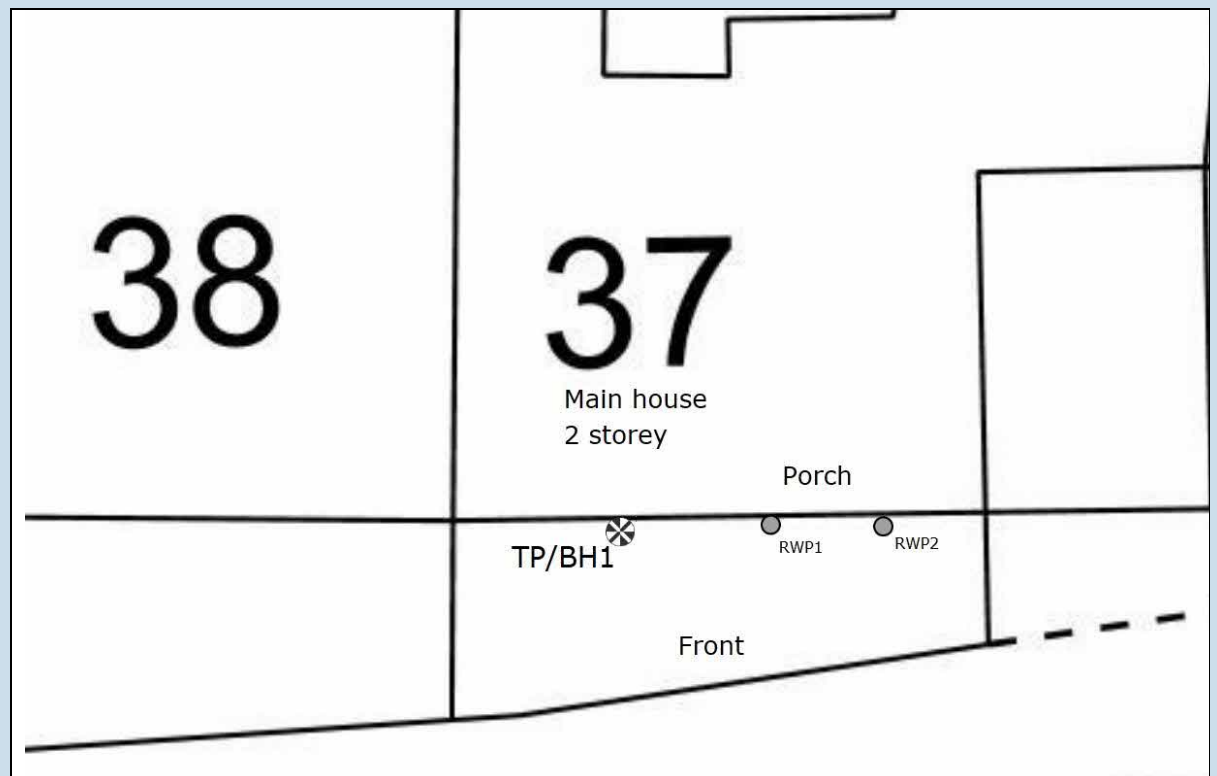 38
37
Main house
2 storey
Porch
TP/BH1
RWP1
RWP2
Front